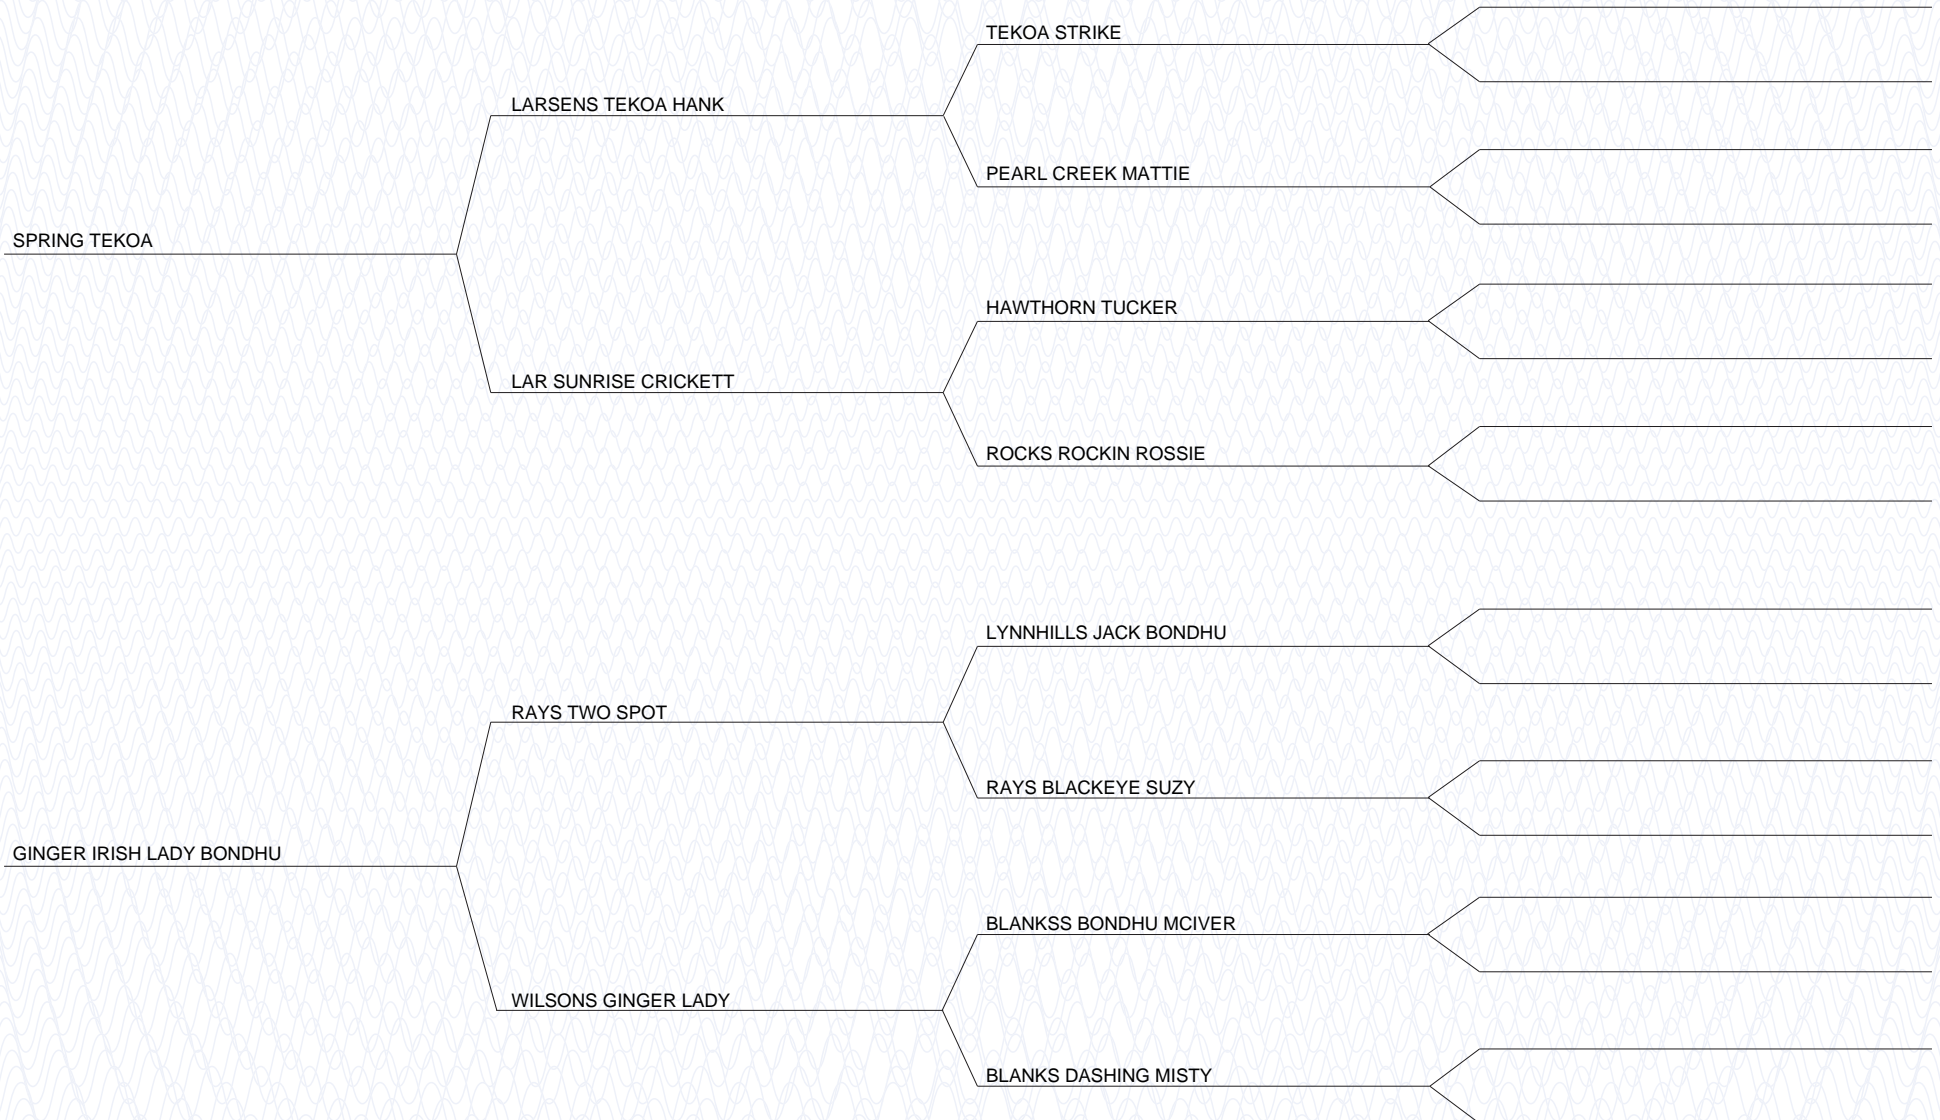 TEKOA STRIKE
LARSENS TEKOA HANK
PEARL CREEK MATTIE
SPRING TEKOA
HAWTHORN TUCKER
LAR SUNRISE CRICKETT
ROCKS ROCKIN ROSSIE
LYNNHILLS JACK BONDHU
RAYS TWO SPOT
RAYS BLACKEYE SUZY
GINGER IRISH LADY BONDHU
BLANKSS BONDHU MCIVER
WILSONS GINGER LADY
BLANKS DASHING MISTY